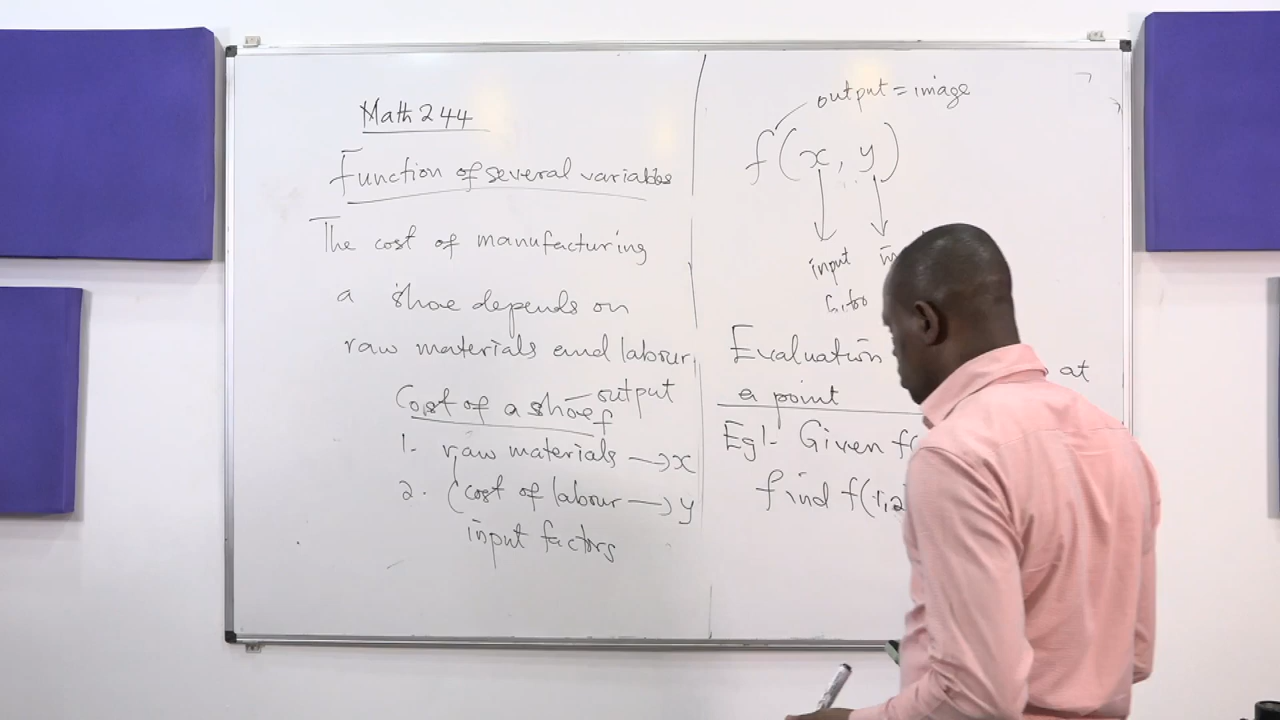 Math 244
Function of several variables
The cost of manufacturing
a shoe depends on
raw materials and labour
Cost of a shoe – output
f
1. raw materials → x
2. (cost of labour → y
input factors
output = image
f(x, y)
input
Evaluation at
a point
Eg1- Given f(
find f(1,2